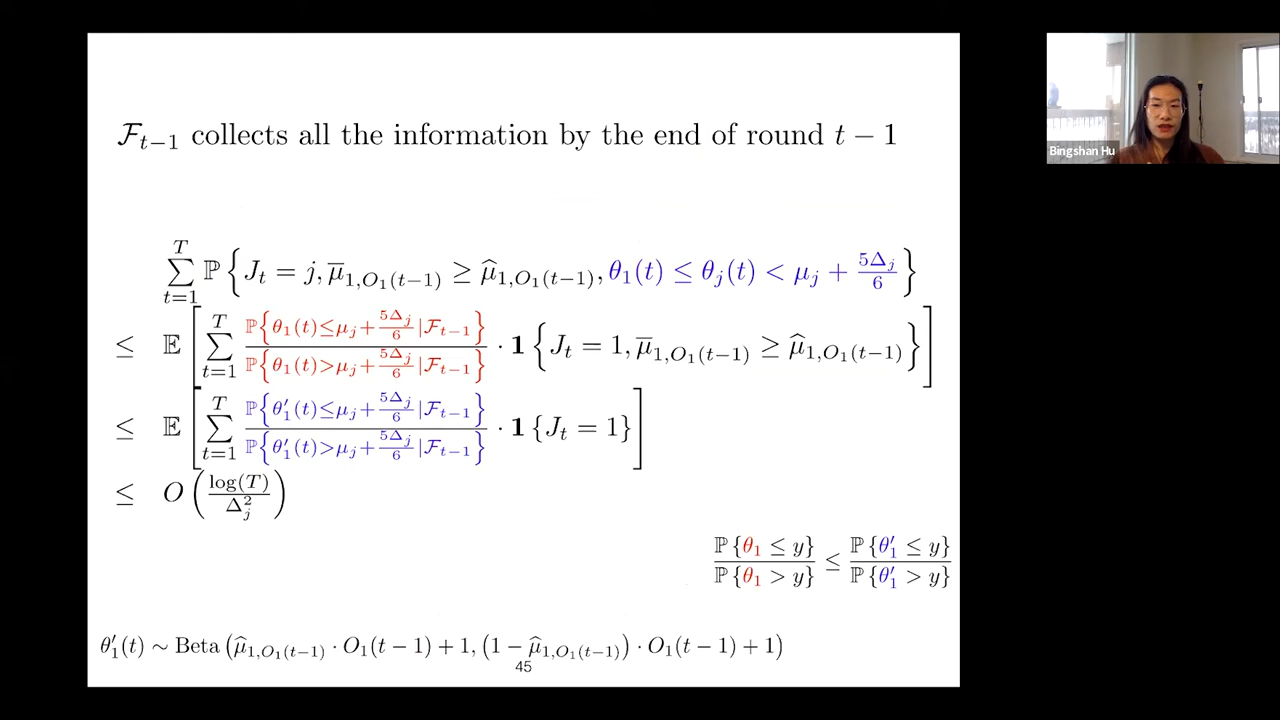 𝓕_{t−1} collects all the information by the end of round t − 1
Bingshan Hu
∑_{t=1}^{T} ℙ{J_t = j, μ̅_{1,O_1(t−1)} ≥ μ̂_{1,O_1(t−1)}, θ_1(t) ≤ θ_j(t) < μ_j + 5Δ_j/6}
≤ 𝔼[∑_{t=1}^{T} ℙ{θ_1(t)≤μ_j+5Δ_j/6|𝓕_{t−1}} / ℙ{θ_1(t)>μ_j+5Δ_j/6|𝓕_{t−1}} · 𝟏{J_t = 1, μ̅_{1,O_1(t−1)} ≥ μ̂_{1,O_1(t−1)}}]
≤ 𝔼[∑_{t=1}^{T} ℙ{θ′_1(t)≤μ_j+5Δ_j/6|𝓕_{t−1}} / ℙ{θ′_1(t)>μ_j+5Δ_j/6|𝓕_{t−1}} · 𝟏{J_t = 1}]
≤ O(log(T)/Δ_j^2)
ℙ{θ_1 ≤ y} / ℙ{θ_1 > y} ≤ ℙ{θ′_1 ≤ y} / ℙ{θ′_1 > y}
θ′_1(t) ∼ Beta(μ̂_{1,O_1(t−1)} · O_1(t−1) + 1, (1 − μ̂_{1,O_1(t−1)}) · O_1(t−1) + 1)
45